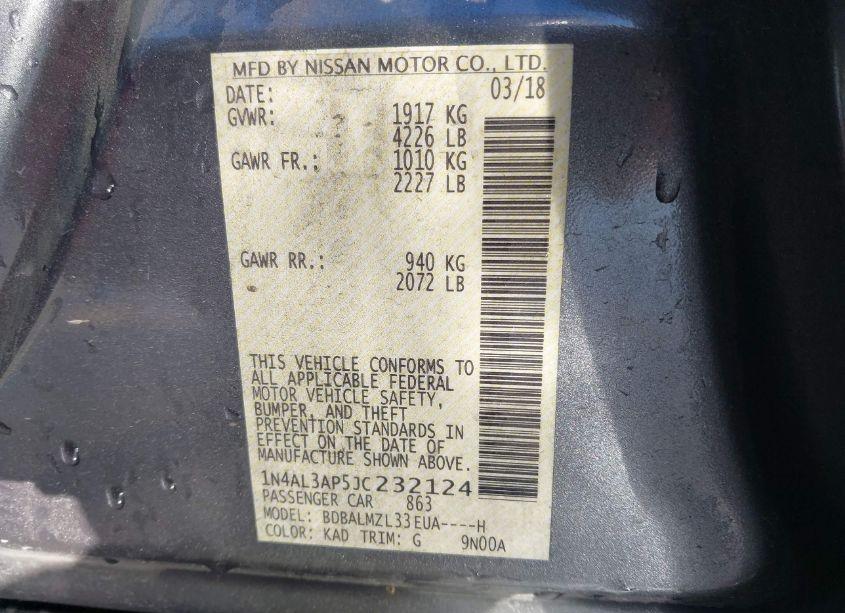 MFD BY NISSAN MOTOR CO., LTD.
DATE: 03/18
GVWR: 1917 KG
4226 LB
GAWR FR.: 1010 KG
2227 LB
GAWR RR.: 940 KG
2072 LB
THIS VEHICLE CONFORMS TO
ALL APPLICABLE FEDERAL
MOTOR VEHICLE SAFETY,
BUMPER, AND THEFT
PREVENTION STANDARDS IN
EFFECT ON THE DATE OF
MANUFACTURE SHOWN ABOVE.
1N4AL3AP5JC232124
PASSENGER CAR 863
MODEL: BDBALMZL33EUA----H
COLOR: KAD TRIM: G 9N00A